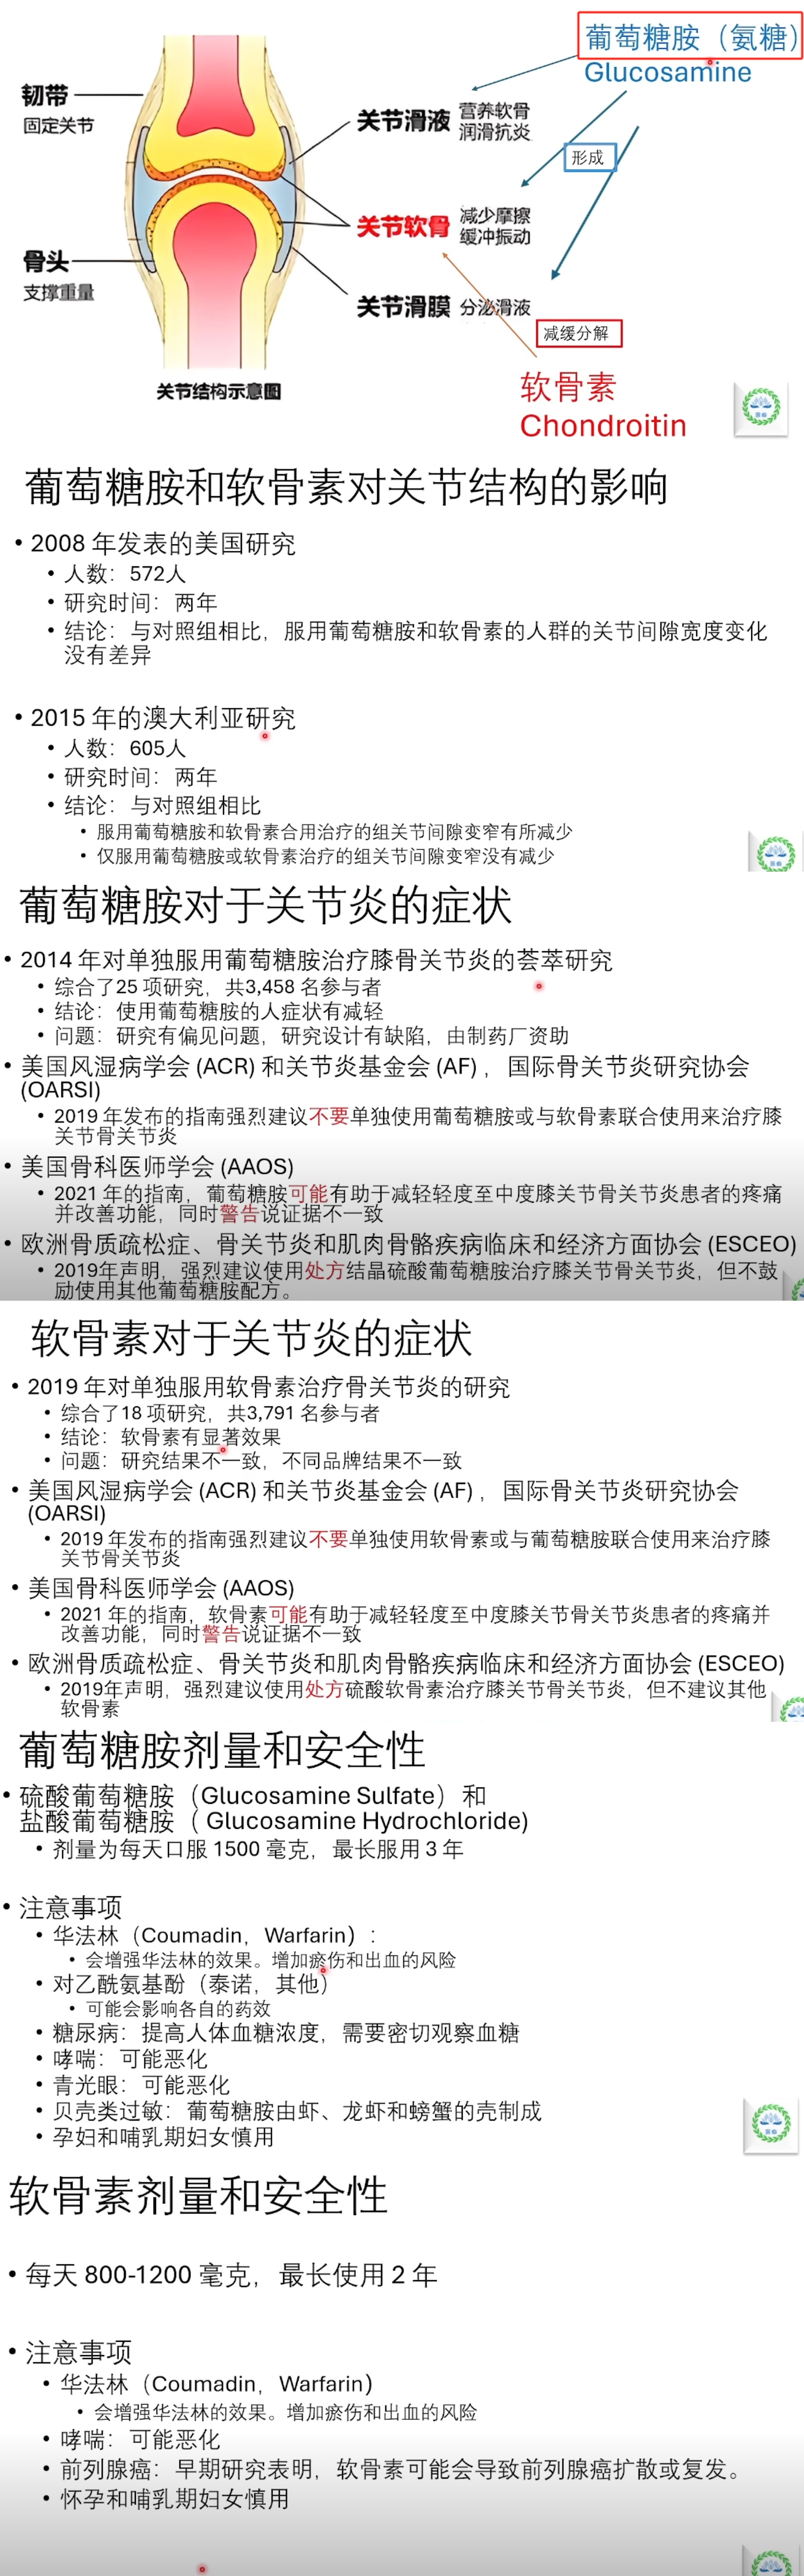 葡萄糖胺（氨糖）
Glucosamine
韧带
固定关节
关节滑液
营养软骨
润滑抗炎
形成
关节软骨
减少摩擦
缓冲振动
骨头
支撑重量
关节滑膜
分泌滑液
减缓分解
关节结构示意图
软骨素
Chondroitin
葡萄糖胺和软骨素对关节结构的影响
• 2008 年发表的美国研究
• 人数：572人
• 研究时间：两年
• 结论：与对照组相比，服用葡萄糖胺和软骨素的人群的关节间隙宽度变化
没有差异
• 2015 年的澳大利亚研究
• 人数：605人
• 研究时间：两年
• 结论：与对照组相比
• 服用葡萄糖胺和软骨素合用治疗的组关节间隙变窄有所减少
• 仅服用葡萄糖胺或软骨素治疗的组关节间隙变窄没有减少
葡萄糖胺对于关节炎的症状
• 2014 年对单独服用葡萄糖胺治疗膝骨关节炎的荟萃研究
• 综合了25 项研究，共3,458 名参与者
• 结论：使用葡萄糖胺的人症状有减轻
• 问题：研究有偏见问题，研究设计有缺陷，由制药厂资助
• 美国风湿病学会 (ACR) 和关节炎基金会 (AF) ，国际骨关节炎研究协会
(OARSI)
• 2019 年发布的指南强烈建议不要单独使用葡萄糖胺或与软骨素联合使用来治疗膝
关节骨关节炎
• 美国骨科医师学会 (AAOS)
• 2021 年的指南，葡萄糖胺可能有助于减轻轻度至中度膝关节骨关节炎患者的疼痛
并改善功能，同时警告说证据不一致
• 欧洲骨质疏松症、骨关节炎和肌肉骨骼疾病临床和经济方面协会 (ESCEO)
• 2019年声明，强烈建议使用处方结晶硫酸葡萄糖胺治疗膝关节骨关节炎，但不鼓
励使用其他葡萄糖胺配方。
软骨素对于关节炎的症状
• 2019 年对单独服用软骨素治疗骨关节炎的研究
• 综合了18 项研究，共3,791 名参与者
• 结论：软骨素有显著效果
• 问题：研究结果不一致，不同品牌结果不一致
• 美国风湿病学会 (ACR) 和关节炎基金会 (AF) ，国际骨关节炎研究协会
(OARSI)
• 2019 年发布的指南强烈建议不要单独使用软骨素或与葡萄糖胺联合使用来治疗膝
关节骨关节炎
• 美国骨科医师学会 (AAOS)
• 2021 年的指南，软骨素可能有助于减轻轻度至中度膝关节骨关节炎患者的疼痛并
改善功能，同时警告说证据不一致
• 欧洲骨质疏松症、骨关节炎和肌肉骨骼疾病临床和经济方面协会 (ESCEO)
• 2019年声明，强烈建议使用处方硫酸软骨素治疗膝关节骨关节炎，但不建议其他
软骨素
葡萄糖胺剂量和安全性
• 硫酸葡萄糖胺（Glucosamine Sulfate）和
盐酸葡萄糖胺（ Glucosamine Hydrochloride)
• 剂量为每天口服 1500 毫克，最长服用 3 年
• 注意事项
• 华法林（Coumadin，Warfarin）:
• 会增强华法林的效果。增加瘀伤和出血的风险
• 对乙酰氨基酚（泰诺，其他）
• 可能会影响各自的药效
• 糖尿病：提高人体血糖浓度，需要密切观察血糖
• 哮喘：可能恶化
• 青光眼：可能恶化
• 贝壳类过敏：葡萄糖胺由虾、龙虾和螃蟹的壳制成
• 孕妇和哺乳期妇女慎用
软骨素剂量和安全性
• 每天 800-1200 毫克，最长使用 2 年
• 注意事项
• 华法林（Coumadin，Warfarin）
• 会增强华法林的效果。增加瘀伤和出血的风险
• 哮喘：可能恶化
• 前列腺癌：早期研究表明，软骨素可能会导致前列腺癌扩散或复发。
• 怀孕和哺乳期妇女慎用